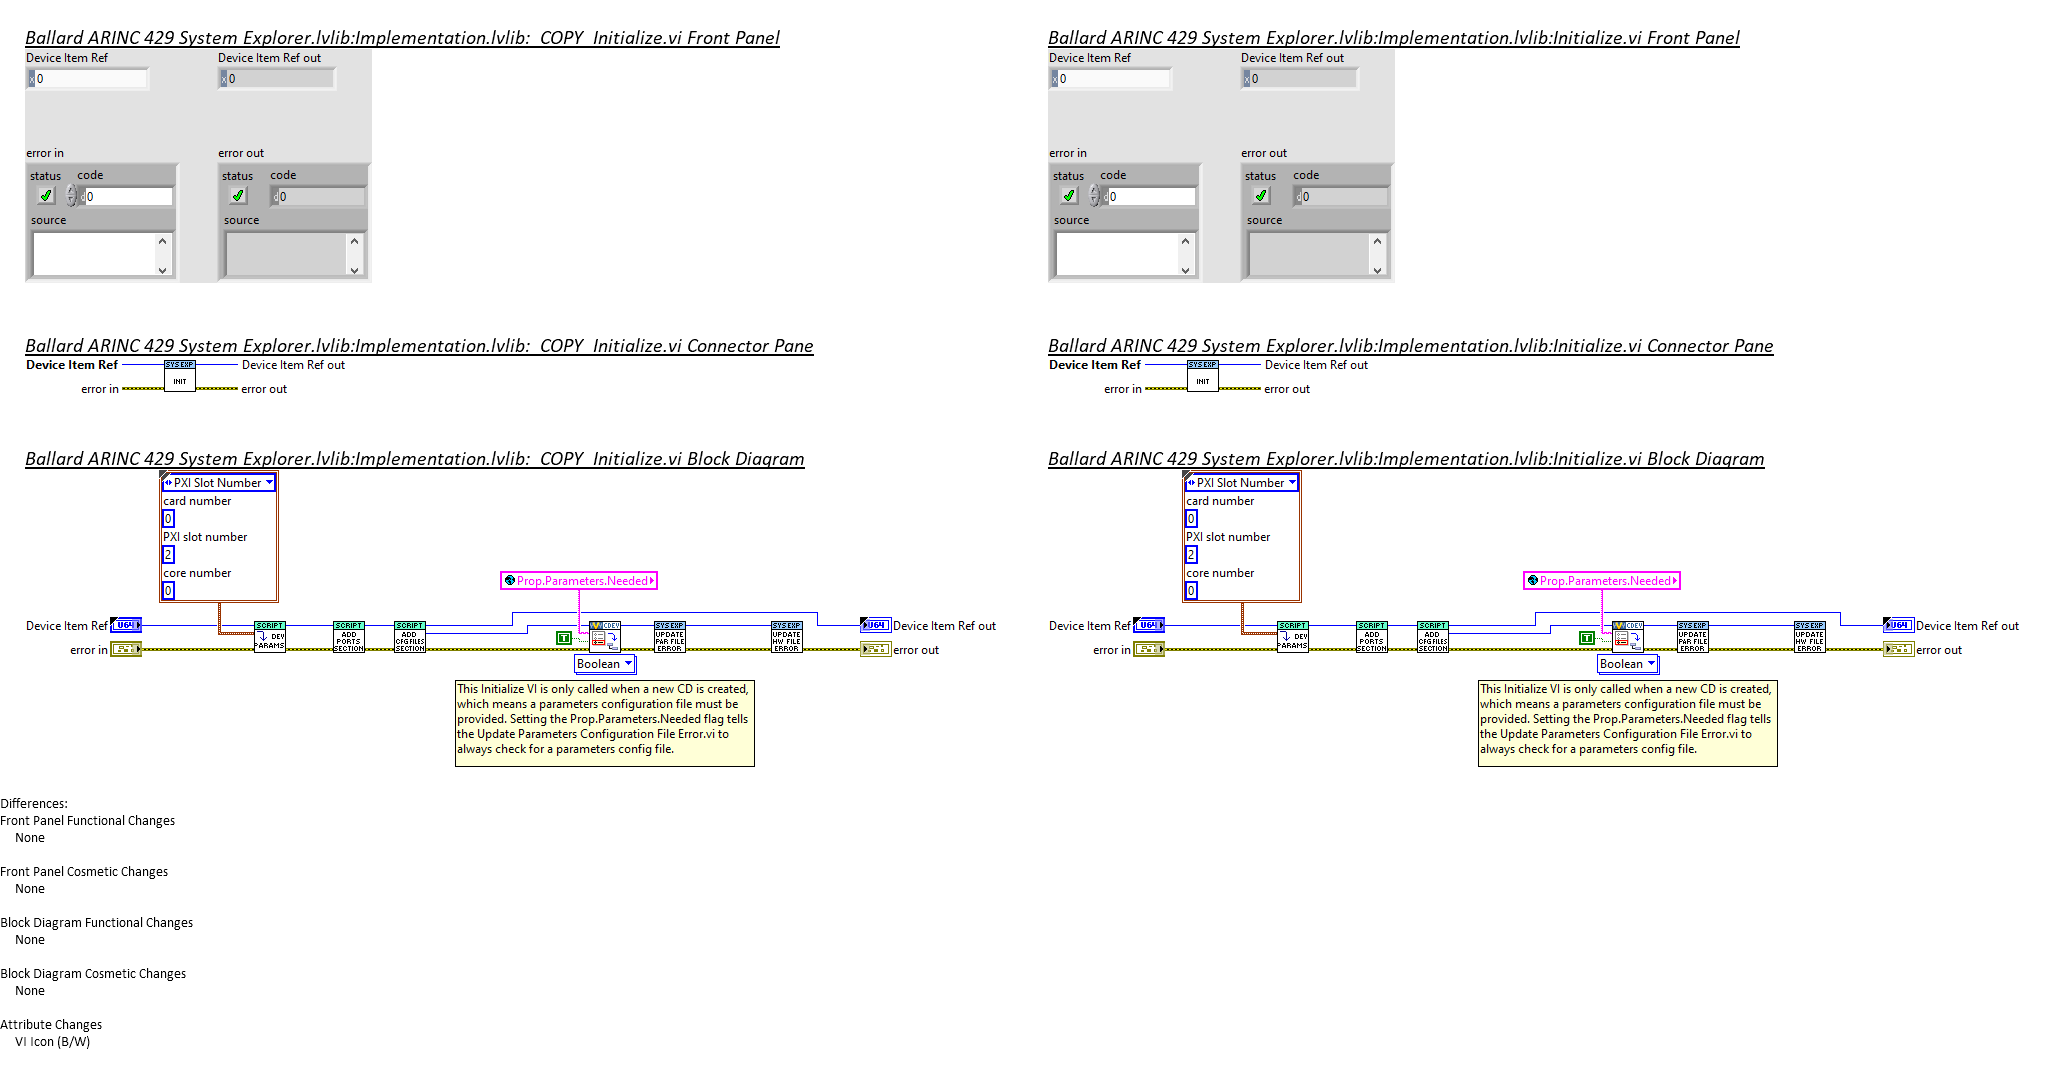 Ballard ARINC 429 System Explorer.lvlib:Implementation.lvlib:  COPY  Initialize.vi Front Panel
Device Item Ref
Device Item Ref out
x 0
x 0
error in
error out
status
code
status
code
d 0
d 0
source
source
Ballard ARINC 429 System Explorer.lvlib:Implementation.lvlib:  COPY  Initialize.vi Connector Pane
Device Item Ref
SYS EXP
INIT
Device Item Ref out
error in
error out
Ballard ARINC 429 System Explorer.lvlib:Implementation.lvlib:  COPY  Initialize.vi Block Diagram
PXI Slot Number
card number
0
PXI slot number
2
core number
0
Prop.Parameters.Needed
Device Item Ref
U64
error in
SCRIPT
DEV
PARAMS
SCRIPT
ADD
PORTS
SECTION
SCRIPT
ADD
CFGFILES
SECTION
T
CDEV
Boolean
SYS EXP
UPDATE
PAR FILE
ERROR
SYS EXP
UPDATE
HW FILE
ERROR
U64
Device Item Ref out
error out
This Initialize VI is only called when a new CD is created,
which means a parameters configuration file must be
provided. Setting the Prop.Parameters.Needed flag tells
the Update Parameters Configuration File Error.vi to
always check for a parameters config file.
Ballard ARINC 429 System Explorer.lvlib:Implementation.lvlib:Initialize.vi Front Panel
Device Item Ref
Device Item Ref out
x 0
x 0
error in
error out
status
code
status
code
d 0
d 0
source
source
Ballard ARINC 429 System Explorer.lvlib:Implementation.lvlib:Initialize.vi Connector Pane
Device Item Ref
SYS EXP
INIT
Device Item Ref out
error in
error out
Ballard ARINC 429 System Explorer.lvlib:Implementation.lvlib:Initialize.vi Block Diagram
PXI Slot Number
card number
0
PXI slot number
2
core number
0
Prop.Parameters.Needed
Device Item Ref
U64
error in
SCRIPT
DEV
PARAMS
SCRIPT
ADD
PORTS
SECTION
SCRIPT
ADD
CFGFILES
SECTION
T
CDEV
Boolean
SYS EXP
UPDATE
PAR FILE
ERROR
SYS EXP
UPDATE
HW FILE
ERROR
U64
Device Item Ref out
error out
This Initialize VI is only called when a new CD is created,
which means a parameters configuration file must be
provided. Setting the Prop.Parameters.Needed flag tells
the Update Parameters Configuration File Error.vi to
always check for a parameters config file.
Differences:
Front Panel Functional Changes
None
Front Panel Cosmetic Changes
None
Block Diagram Functional Changes
None
Block Diagram Cosmetic Changes
None
Attribute Changes
VI Icon (B/W)